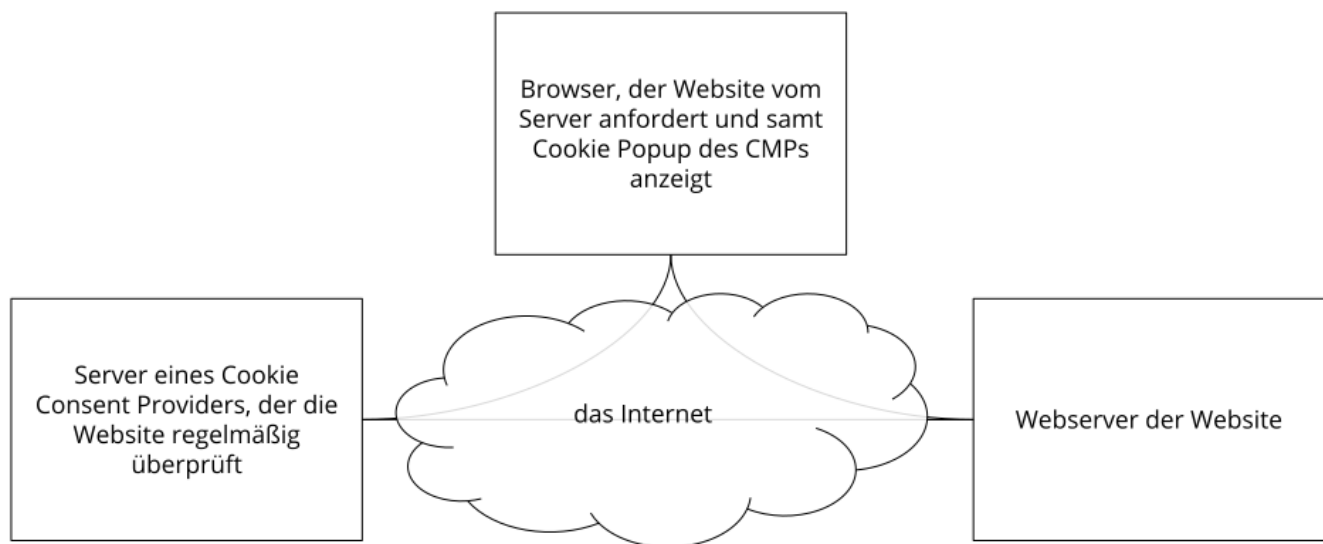 Browser, der Website vom
Server anfordert und samt
Cookie Popup des CMPs
anzeigt
Server eines Cookie
Consent Providers, der die
Website regelmäßig
überprüft
das Internet
Webserver der Website